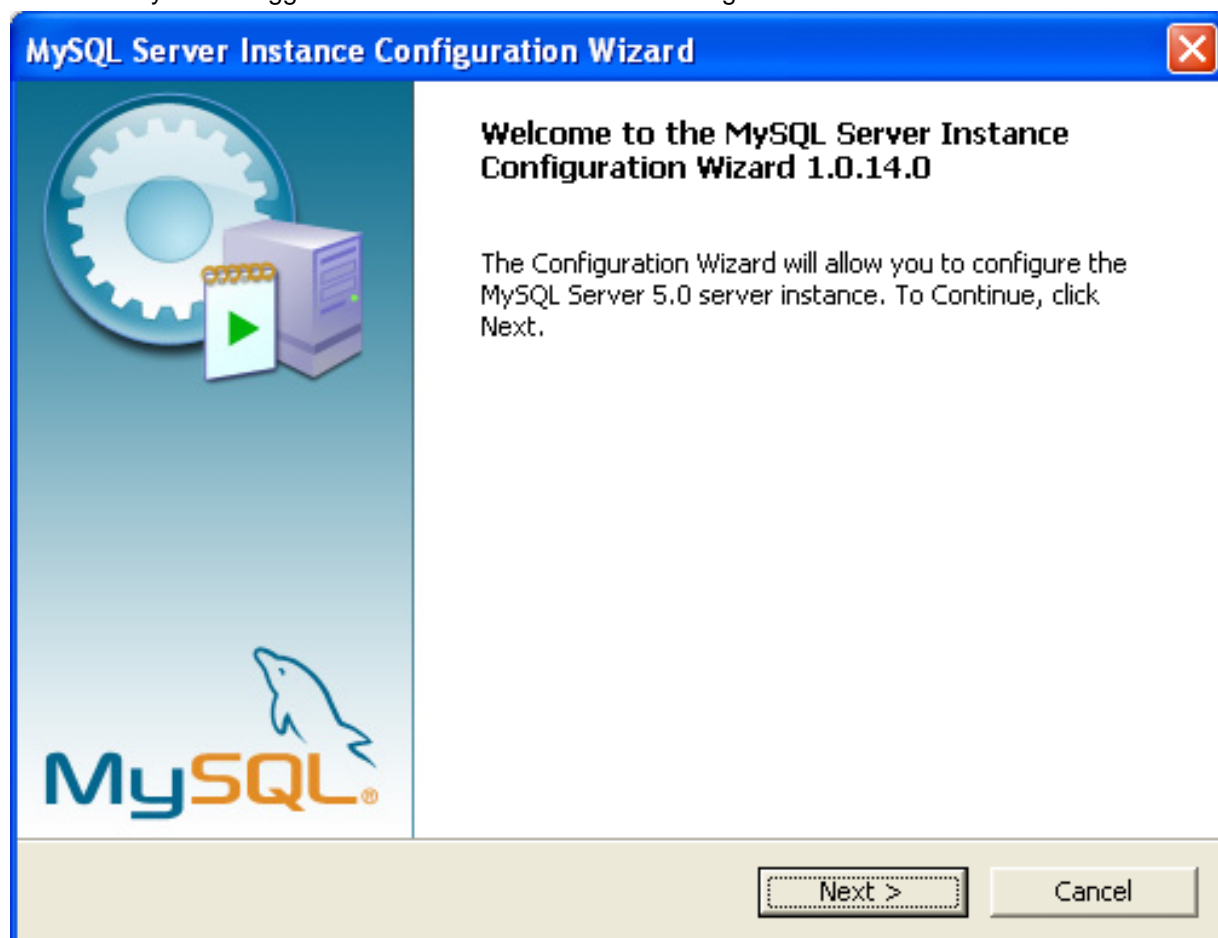 MySQL Server Instance Configuration Wizard
Welcome to the MySQL Server Instance
Configuration Wizard 1.0.14.0
The Configuration Wizard will allow you to configure the
MySQL Server 5.0 server instance. To Continue, click
Next.
MySQL®
Next >
Cancel